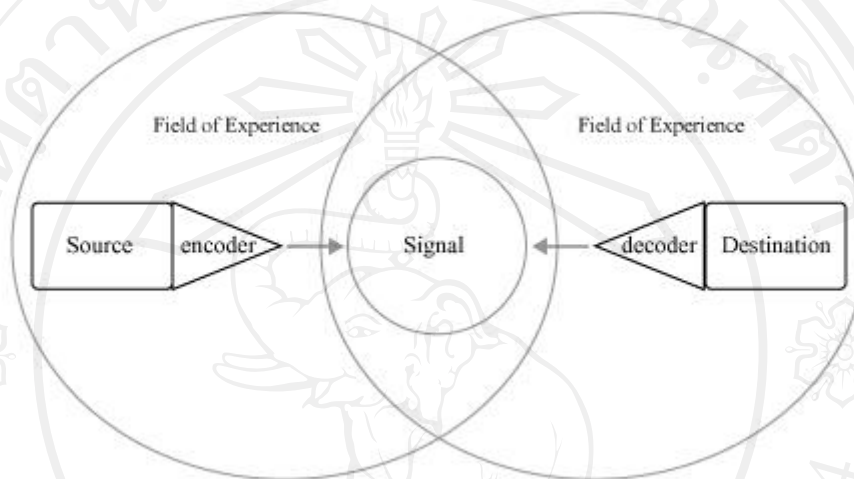 Field of Experience
Field of Experience
Source
encoder
Signal
decoder
Destination